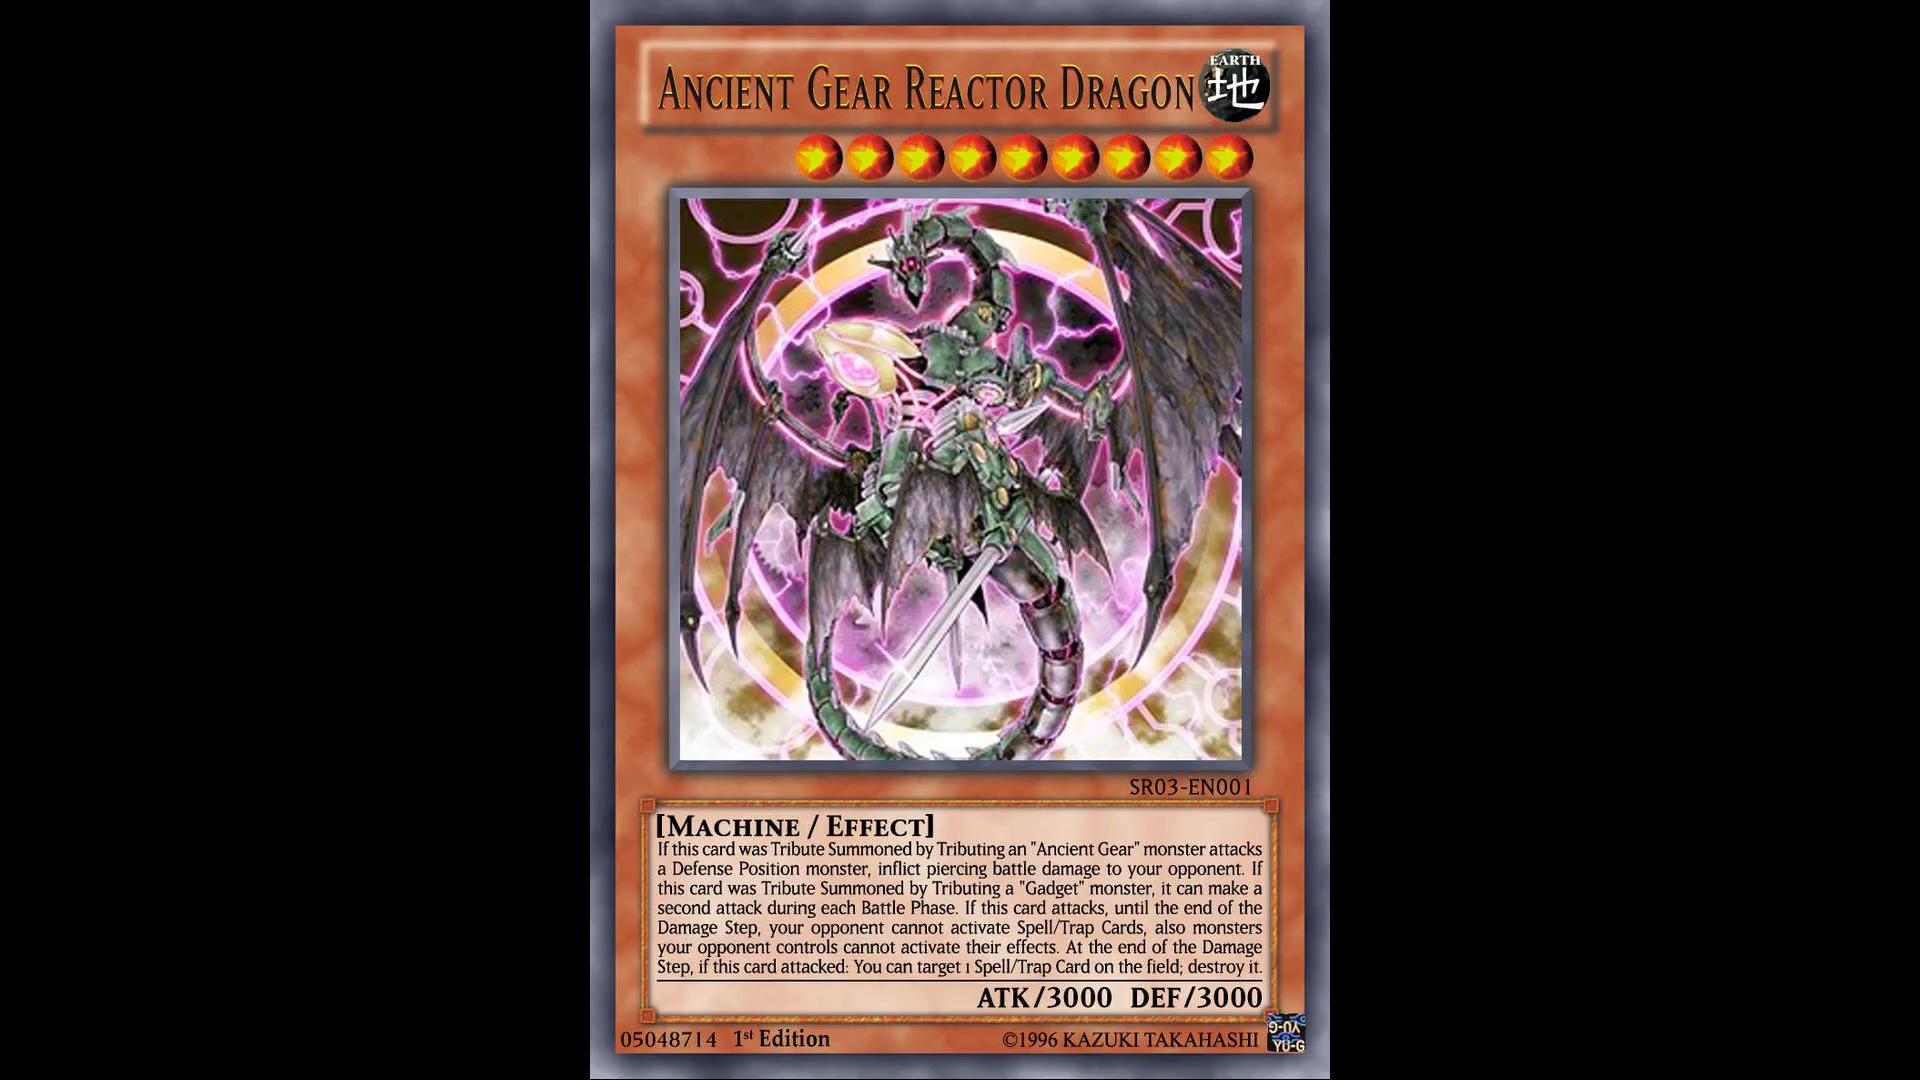 ANCIENT GEAR REACTOR DRAGON
EARTH
地
SR03-EN001
[MACHINE / EFFECT]
If this card was Tribute Summoned by Tributing an "Ancient Gear" monster attacks
a Defense Position monster, inflict piercing battle damage to your opponent. If
this card was Tribute Summoned by Tributing a "Gadget" monster, it can make a
second attack during each Battle Phase. If this card attacks, until the end of the
Damage Step, your opponent cannot activate Spell/Trap Cards, also monsters
your opponent controls cannot activate their effects. At the end of the Damage
Step, if this card attacked: You can target 1 Spell/Trap Card on the field; destroy it.
ATK/3000 DEF/3000
05048714 1st Edition
©1996 KAZUKI TAKAHASHI
YU-G
YU-G